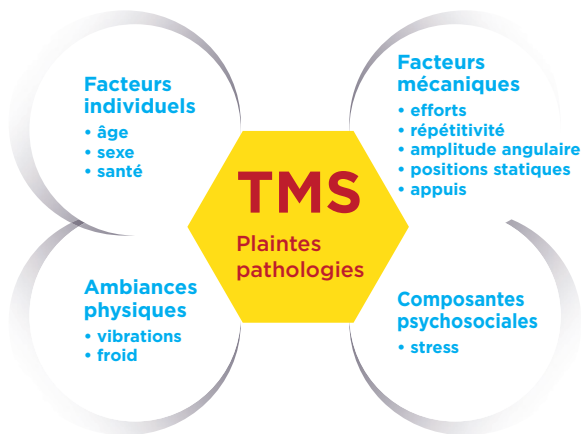 Facteurs
individuels
• âge
• sexe
• santé
Facteurs
mécaniques
• efforts
• répétitivité
• amplitude angulaire
• positions statiques
• appuis
TMS
Plaintes
pathologies
Ambiances
physiques
• vibrations
• froid
Composantes
psychosociales
• stress